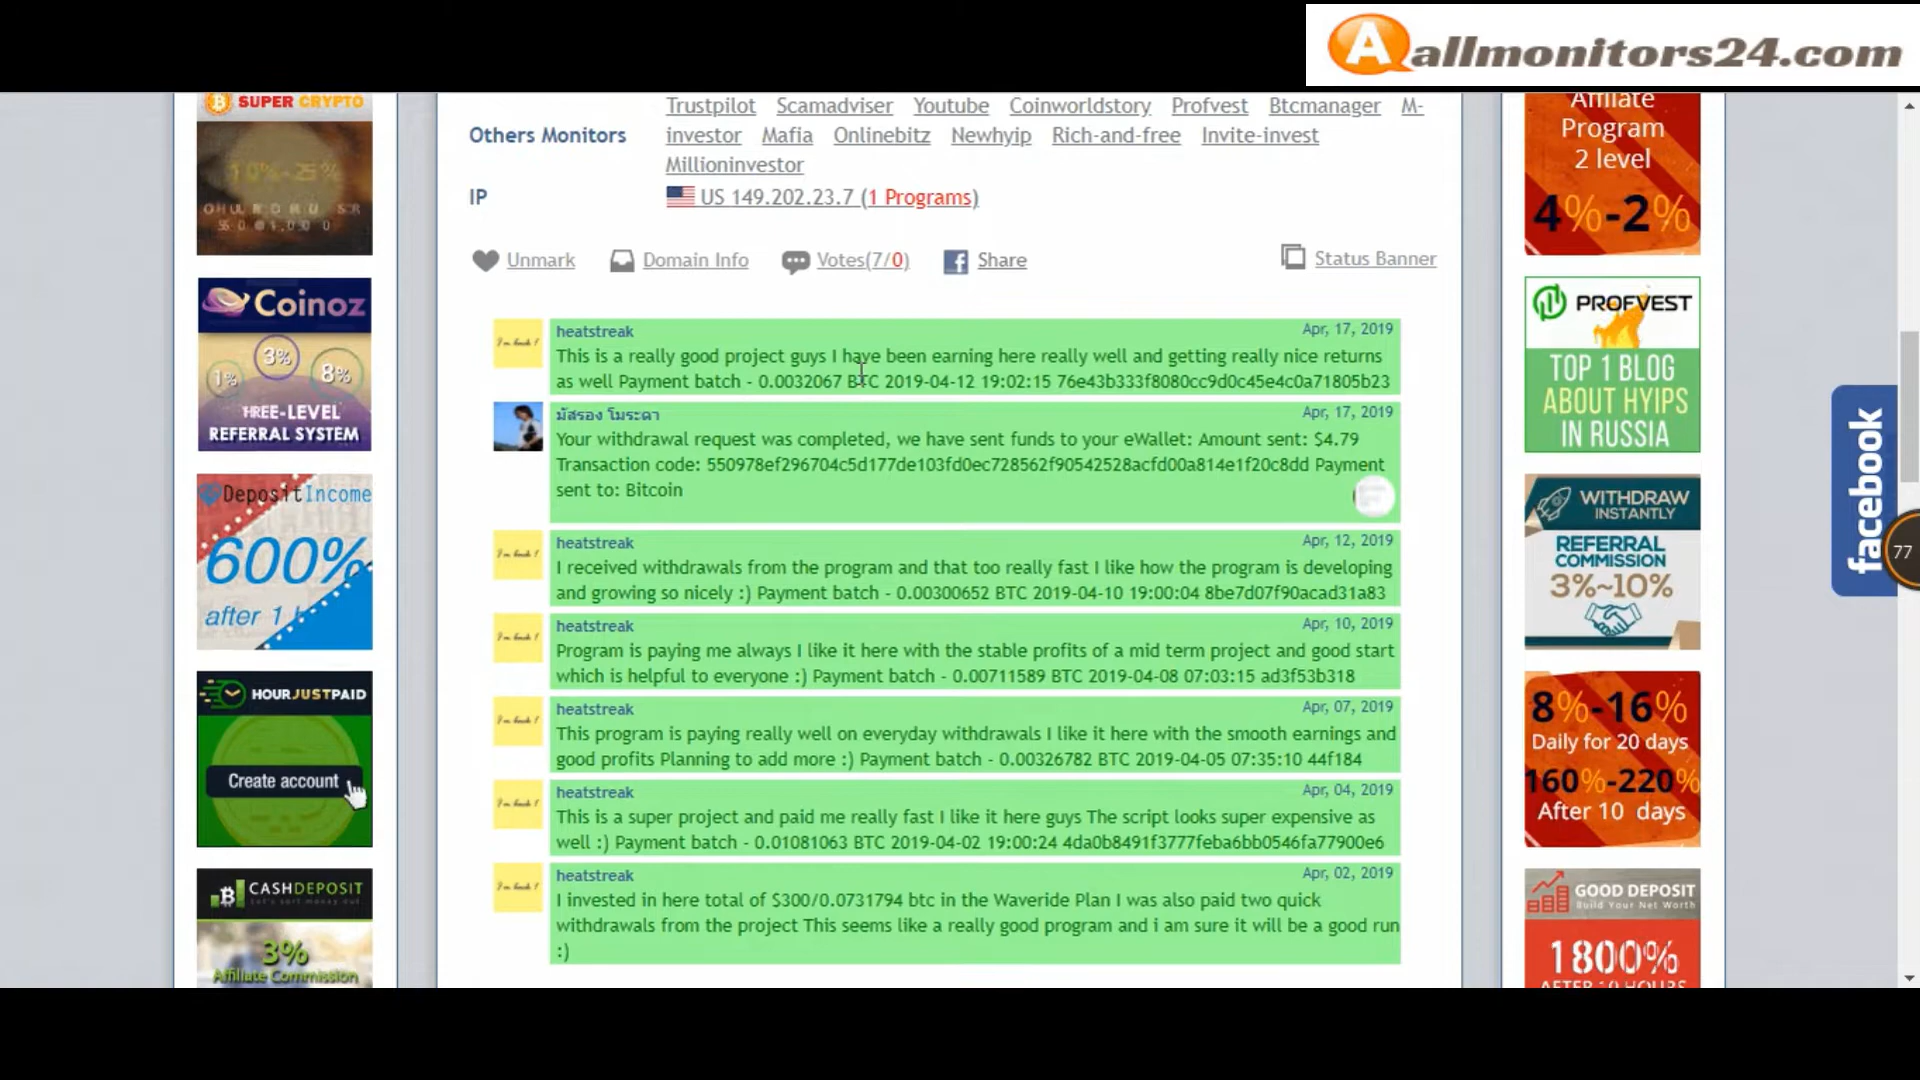 allmonitors24.com
SUPER CRYPTO
10%-25%
Coinoz
1% 3% 8%
THREE-LEVEL
REFERRAL SYSTEM
DepositIncome
600%
after 1
HOURJUSTPAID
Create account
CASHDEPOSIT
3%
Affiliate Commission
Trustpilot Scamadviser Youtube Coinworldstory Profvest Btcmanager M-
Others Monitors investor Mafia Onlinebitz Newhyip Rich-and-free Invite-invest
Millioninvestor
IP US 149.202.23.7 (1 Programs)
Unmark Domain Info Votes(7/0) Share Status Banner
heatstreak Apr, 17, 2019
This is a really good project guys I have been earning here really well and getting really nice returns
as well Payment batch - 0.0032067 BTC 2019-04-12 19:02:15 76e43b333f8080cc9d0c45e4c0a71805b23
มัสรอง โมระดา Apr, 17, 2019
Your withdrawal request was completed, we have sent funds to your eWallet: Amount sent: $4.79
Transaction code: 550978ef296704c5d177de103fd0ec728562f90542528acfd00a814e1f20c8dd Payment
sent to: Bitcoin
heatstreak Apr, 12, 2019
I received withdrawals from the program and that too really fast I like how the program is developing
and growing so nicely :) Payment batch - 0.00300652 BTC 2019-04-10 19:00:04 8be7d07f90acad31a83
heatstreak Apr, 10, 2019
Program is paying me always I like it here with the stable profits of a mid term project and good start
which is helpful to everyone :) Payment batch - 0.00711589 BTC 2019-04-08 07:03:15 ad3f53b318
heatstreak Apr, 07, 2019
This program is paying really well on everyday withdrawals I like it here with the smooth earnings and
good profits Planning to add more :) Payment batch - 0.00326782 BTC 2019-04-05 07:35:10 44f184
heatstreak Apr, 04, 2019
This is a super project and paid me really fast I like it here guys The script looks super expensive as
well :) Payment batch - 0.01081063 BTC 2019-04-02 19:00:24 4da0b8491f3777feba6bb0546fa77900e6
heatstreak Apr, 02, 2019
I invested in here total of $300/0.0731794 btc in the Waveride Plan I was also paid two quick
withdrawals from the project This seems like a really good program and i am sure it will be a good run
:)
Affiliate
Program
2 level
4%-2%
PROFVEST
TOP 1 BLOG
ABOUT HYIPS
IN RUSSIA
WITHDRAW
INSTANTLY
REFERRAL
COMMISSION
3%~10%
8%-16%
Daily for 20 days
160%-220%
After 10 days
GOOD DEPOSIT
Build Your Net Worth
1800%
AFTER 10 HOURS
facebook
77